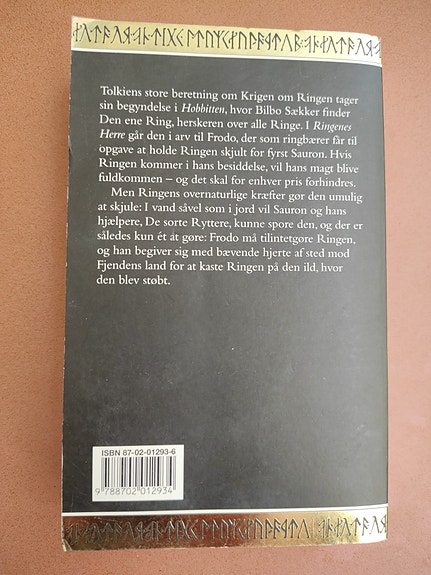 Tolkiens store beretning om Krigen om Ringen tager
sin begyndelse i Hobbitten, hvor Bilbo Sækker finder
Den ene Ring, herskeren over alle Ringe. I Ringenes
Herre går den i arv til Frodo, der som ringbærer får til
opgave at holde Ringen skjult for fyrst Sauron. Hvis
Ringen kommer i hans besiddelse, vil hans magt blive
fuldkommen – og det skal for enhver pris forhindres.
Men Ringens overnaturlige kræfter gør den umulig
at skjule: I vand såvel som i jord vil Sauron og hans
hjælpere, De sorte Ryttere, kunne spore den, og der er
således kun ét at gøre: Frodo må tilintetgøre Ringen,
og han begiver sig med bævende hjerte af sted mod
Fjendens land for at kaste Ringen på den ild, hvor
den blev støbt.
ISBN 87-02-01293-6
9 788702 012934